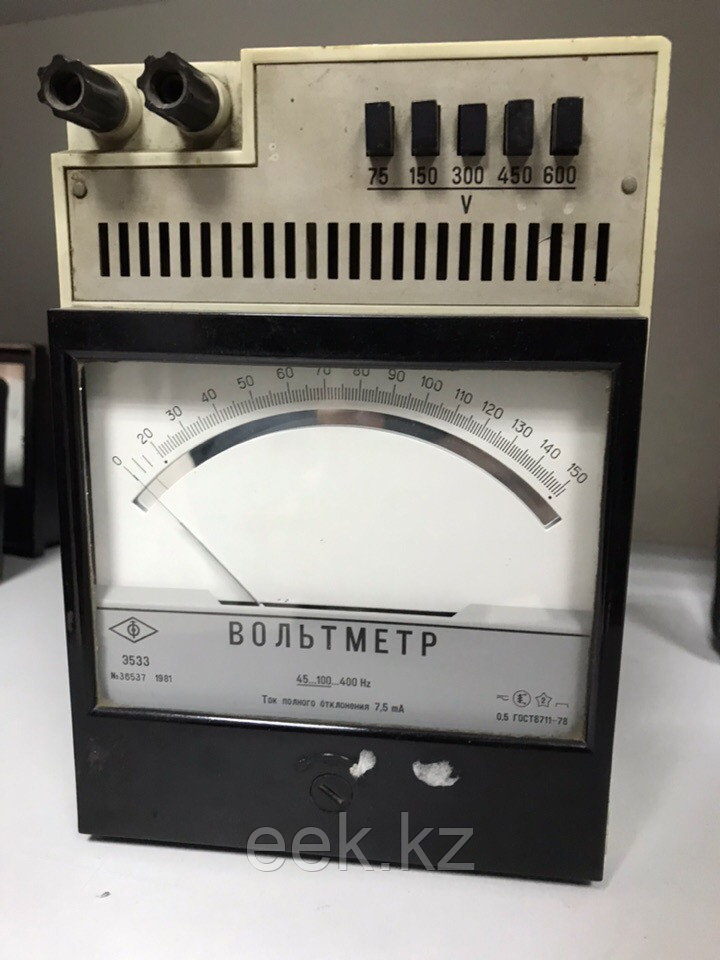 75 150 300 450 600
V
0 20 30 40 50 60 70 80 90 100 110 120 130 140 150
ВОЛЬТМЕТР
Э533
№36537 1981
45...100...400 Hz
Ток полного отклонения 7,5 mA
2
0,5 ГОСТ8711-78
eek.kz